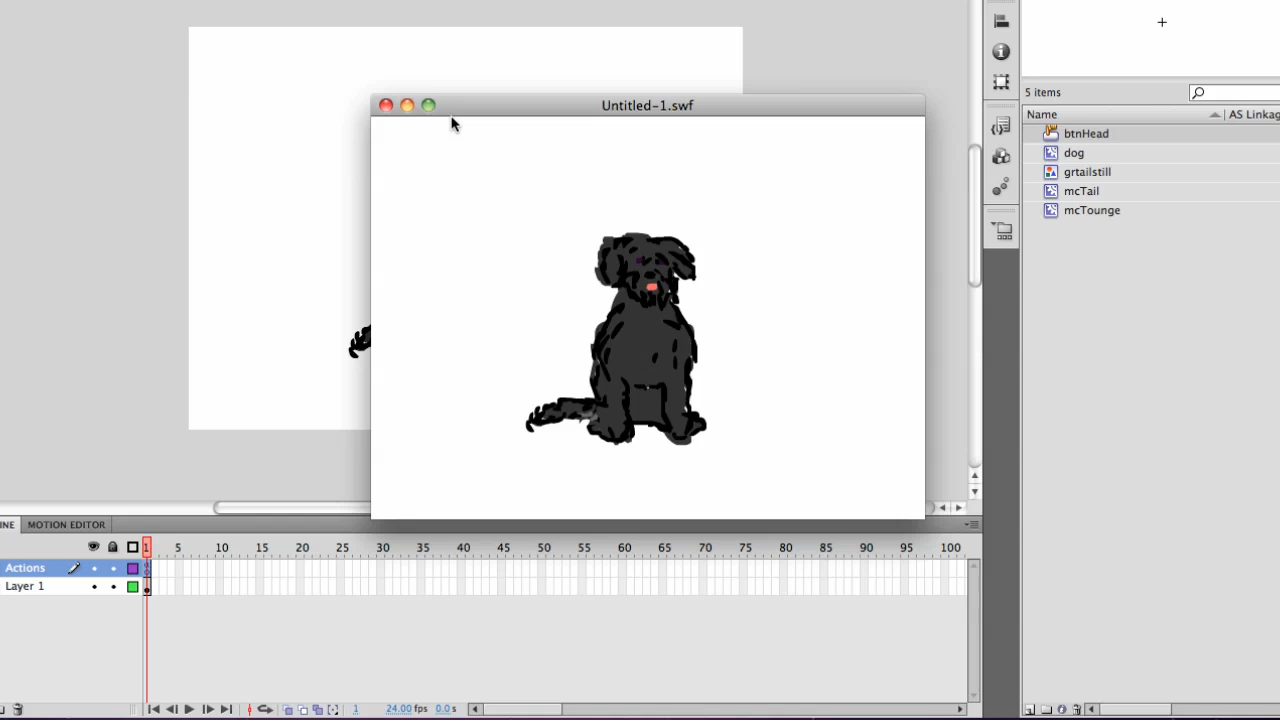 Untitled-1.swf
5 items
Name
AS Linkag
btnHead
dog
grtailstill
mcTail
mcTounge
INE
MOTION EDITOR
1 5 10 15 20 25 30 35 40 45 50 55 60 65 70 75 80 85 90 95 100
Actions
Layer 1
1 24.00 fps 0.0 s